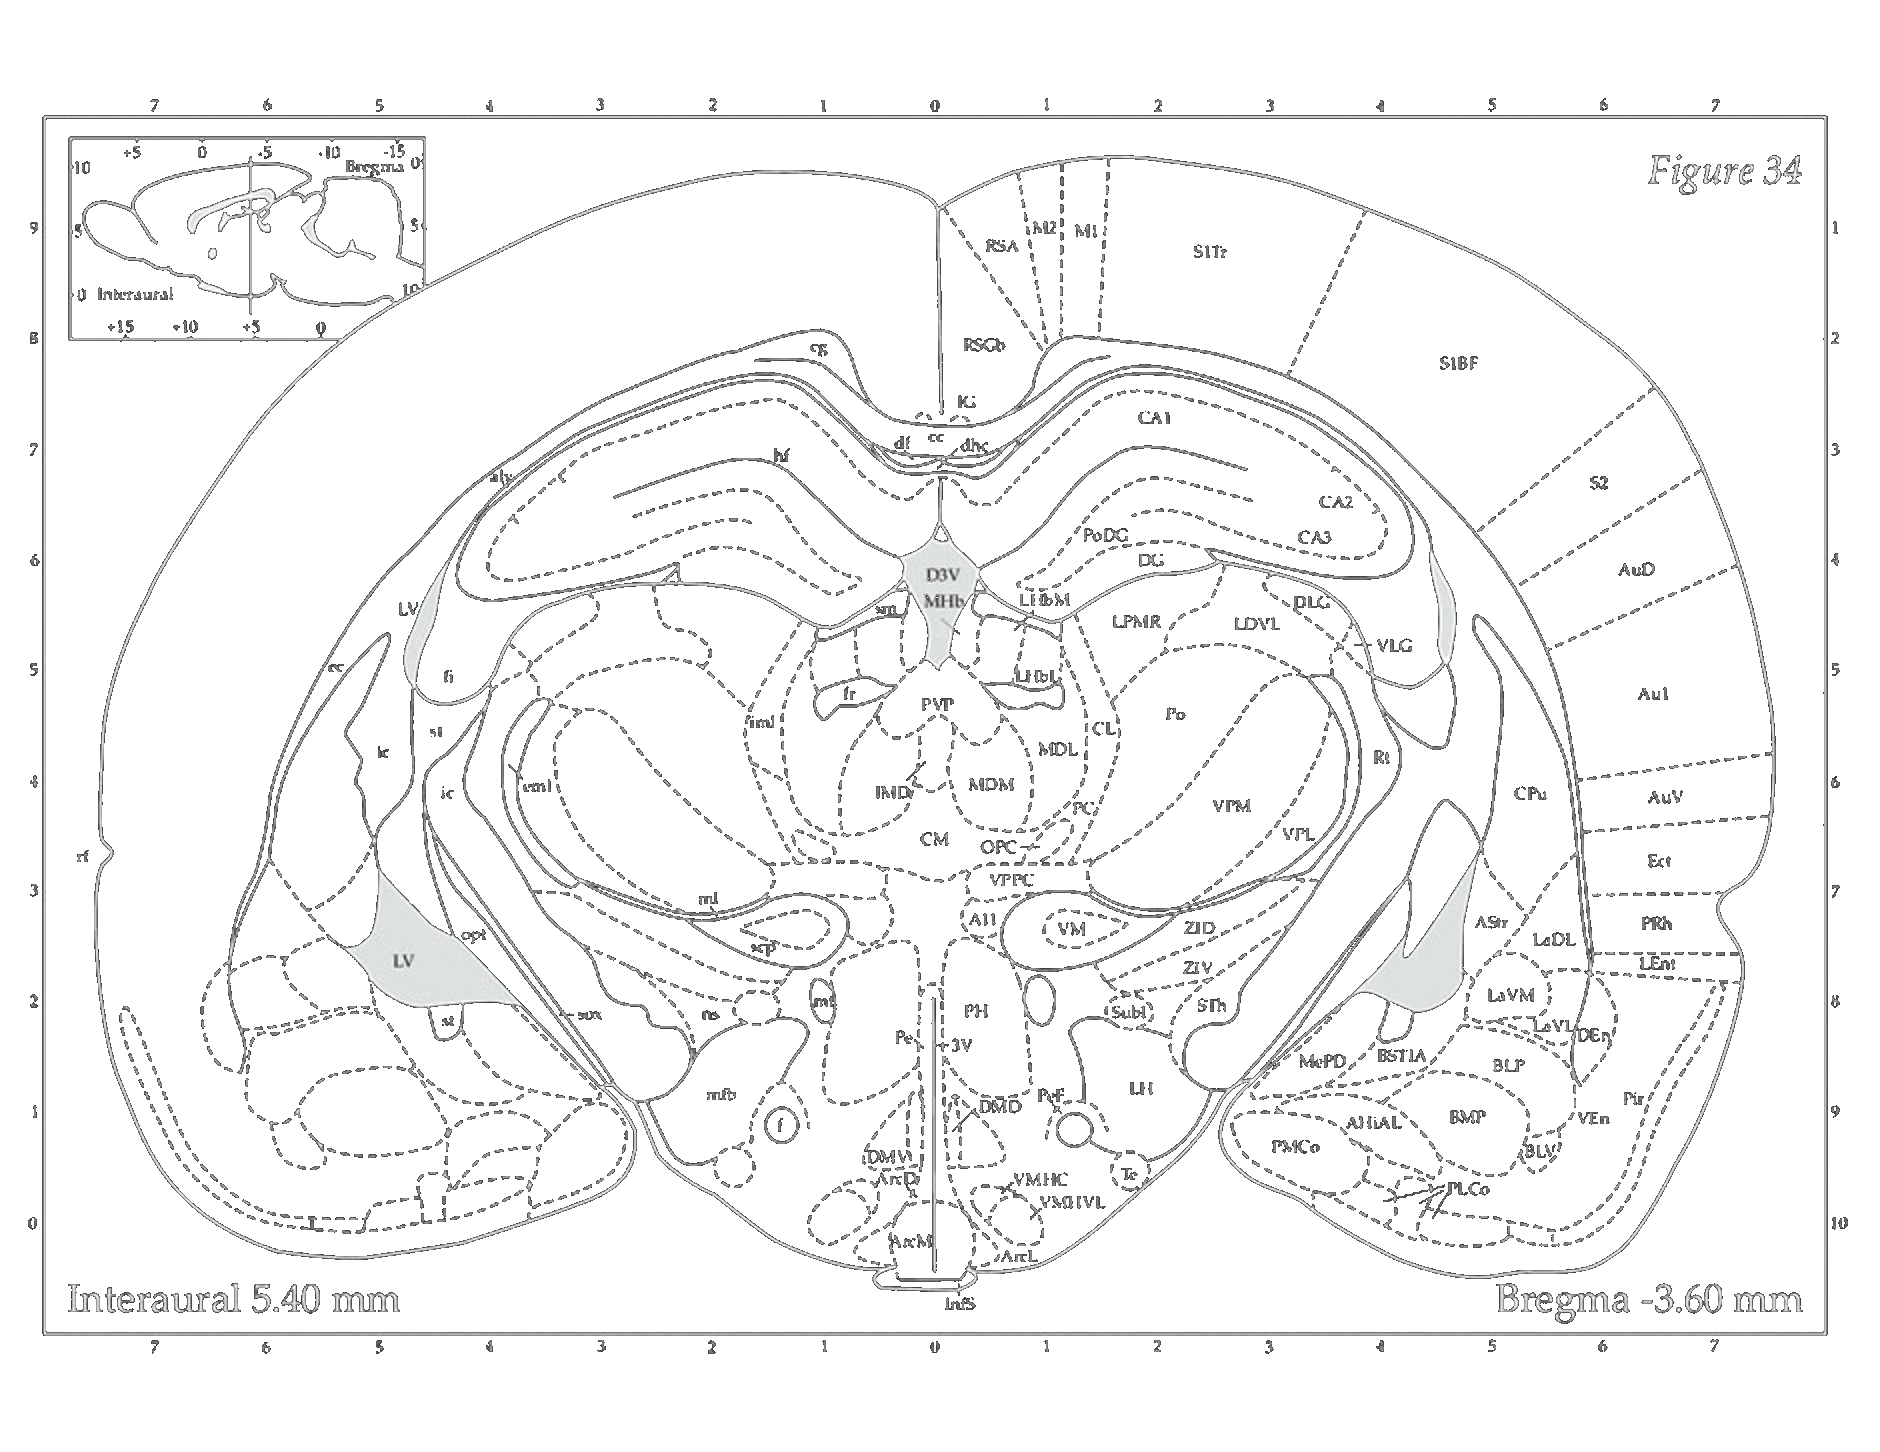 7 6 5 4 3 2 1 0 1 2 3 4 5 6 7
+5 0 -5 -10 -15
Bregma
10 0
5 5
0 Interaural 10
+15 +10 +5 0
Figure 34
9 1
8 2
7 3
6 4
5 5
4 6
3 7
2 8
1 9
0 10
RSA M2 M1 S1Tr
RSGb S1BF
cg
IG
CA1
df cc dhc
hf
alv
S2
CA2
CA3
PoDG
DG
AuD
D3V
MHb
LV sm LHbM DLG
LPMR LDVL
VLG
ec
fi LHbL
fr Au1
PVP
Po
iml
st CL
MDL
ic Rt
eml IMD MDM
ic CPu
AuV
PC VPM
VPL
CM
OPC
rf Ect
VPPC
ml
A11 VM ZID AStr PRh
opt scp LaDL
LV ZIV LEnt
LaVM
mt PH SubI STh
st sox ns
LaVL DEn
Pe 3V
MePD BSTIA BLP
mfb LH
PeF Pir
DMD
f AHiAL BMP VEn
PMCo
BLV
DMV
ArcD VMHC Te
PLCo
VMHVL
ArcM ArcL
InfS
Interaural 5.40 mm Bregma -3.60 mm
7 6 5 4 3 2 1 0 1 2 3 4 5 6 7